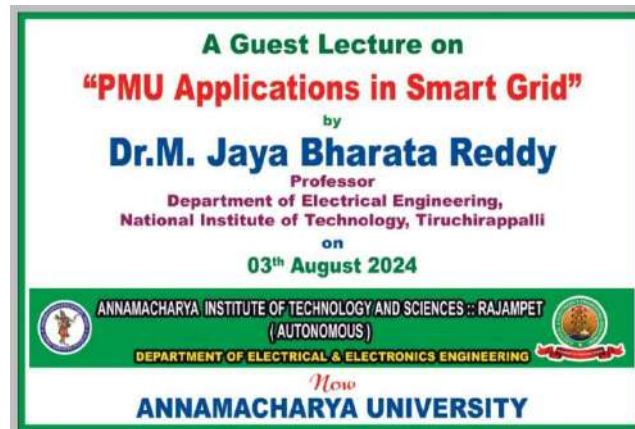 A Guest Lecture on
“PMU Applications in Smart Grid”
by
Dr.M. Jaya Bharata Reddy
Professor
Department of Electrical Engineering,
National Institute of Technology, Tiruchirappalli
on
03th August 2024
ANNAMACHARYA INSTITUTE OF TECHNOLOGY AND SCIENCES :: RAJAMPET
( AUTONOMOUS )
DEPARTMENT OF ELECTRICAL & ELECTRONICS ENGINEERING
Now
ANNAMACHARYA UNIVERSITY